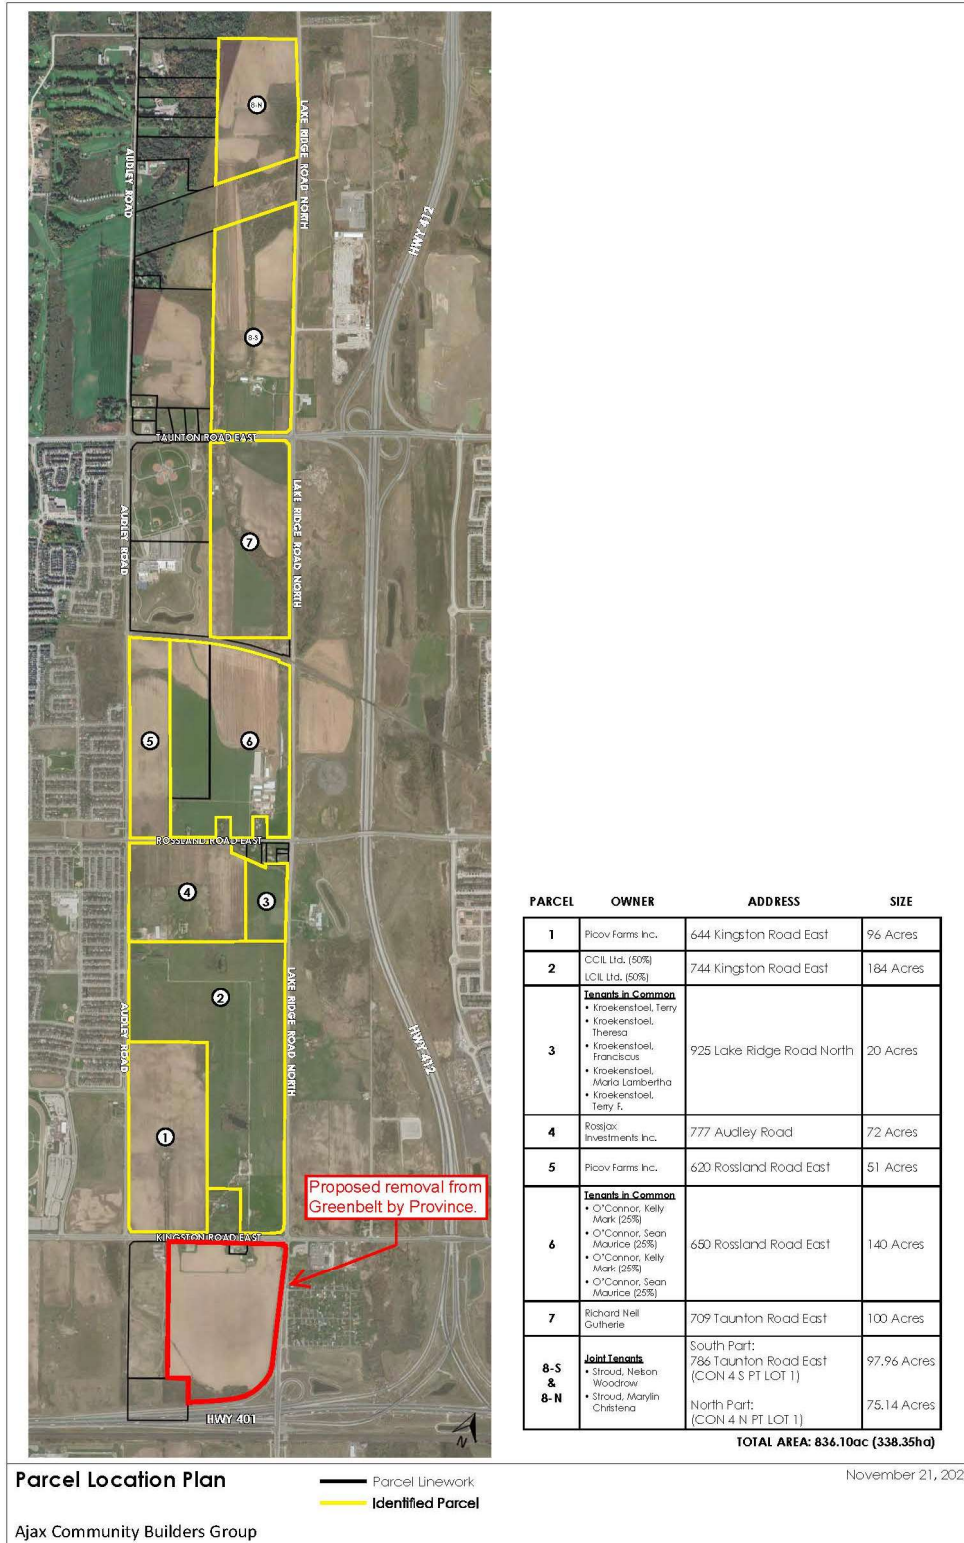 8-N
LAKE RIDGE ROAD NORTH
AUDLEY ROAD
HWY 412
8-S
TAUNTON ROAD EAST
AUDLEY ROAD
LAKE RIDGE ROAD NORTH
7
5
6
ROSSLAND ROAD EAST
4
3
2
LAKE RIDGE ROAD NORTH
AUDLEY ROAD
HWY 412
1
Proposed removal from
Greenbelt by Province.
KINGSTON ROAD EAST
HWY 401
N
PARCEL OWNER ADDRESS SIZE
1 Picov Farms Inc. 644 Kingston Road East 96 Acres
2 CCIL Ltd. (50%)
LCIL Ltd. (50%) 744 Kingston Road East 184 Acres
Tenants in Common
• Kroekenstoel, Terry
• Kroekenstoel,
Theresa
• Kroekenstoel,
Franciscus
• Kroekenstoel,
Maria Lambertha
• Kroekenstoel,
Terry F.
3 925 Lake Ridge Road North 20 Acres
4 Rossjax
Investments Inc. 777 Audley Road 72 Acres
5 Picov Farms Inc. 620 Rossland Road East 51 Acres
Tenants in Common
• O'Connor, Kelly
Mark (25%)
• O'Connor, Sean
Maurice (25%)
• O'Connor, Kelly
Mark (25%)
• O'Connor, Sean
Maurice (25%)
6 650 Rossland Road East 140 Acres
7 Richard Neil
Gutherie 709 Taunton Road East 100 Acres
8-S
&
8-N
Joint Tenants
• Stroud, Nelson
Woodrow
• Stroud, Marylin
Christena
South Part:
786 Taunton Road East
(CON 4 S PT LOT 1) 97.96 Acres
North Part:
(CON 4 N PT LOT 1) 75.14 Acres
TOTAL AREA: 836.10ac (338.35ha)
Parcel Location Plan
Parcel Linework
Identified Parcel
November 21, 202
Ajax Community Builders Group